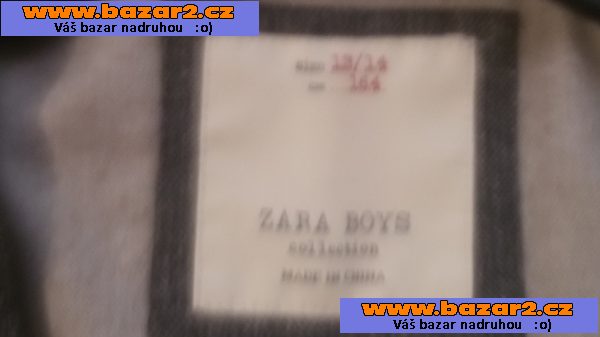 www.bazar2.cz
Váš bazar nadruhou :o)
size 13/14
164
ZARA BOYS
collection
MADE IN CHINA
www.bazar2.cz
Váš bazar nadruhou :o)